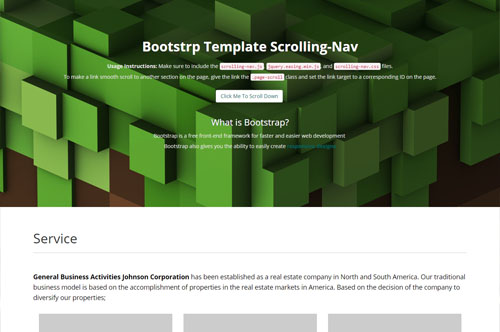 Bootstrp Template Scrolling-Nav
Usage Instructions: Make sure to include the scrolling-nav.js, jquery.easing.min.js, and scrolling-nav.css files.
To make a link smooth scroll to another section on the page, give the link the .page-scroll class and set the link target to a corresponding ID on the page.
Click Me To Scroll Down
What is Bootstrap?
Bootstrap is a free front-end framework for faster and easier web development
Bootstrap also gives you the ability to easily create responsive designs
Service
General Business Activities Johnson Corporation has been established as a real estate company in North and South America. Our traditional
business model is based on the accomplishment of properties in the real estate markets in America. Based on the decision of the company to
diversify our properties;